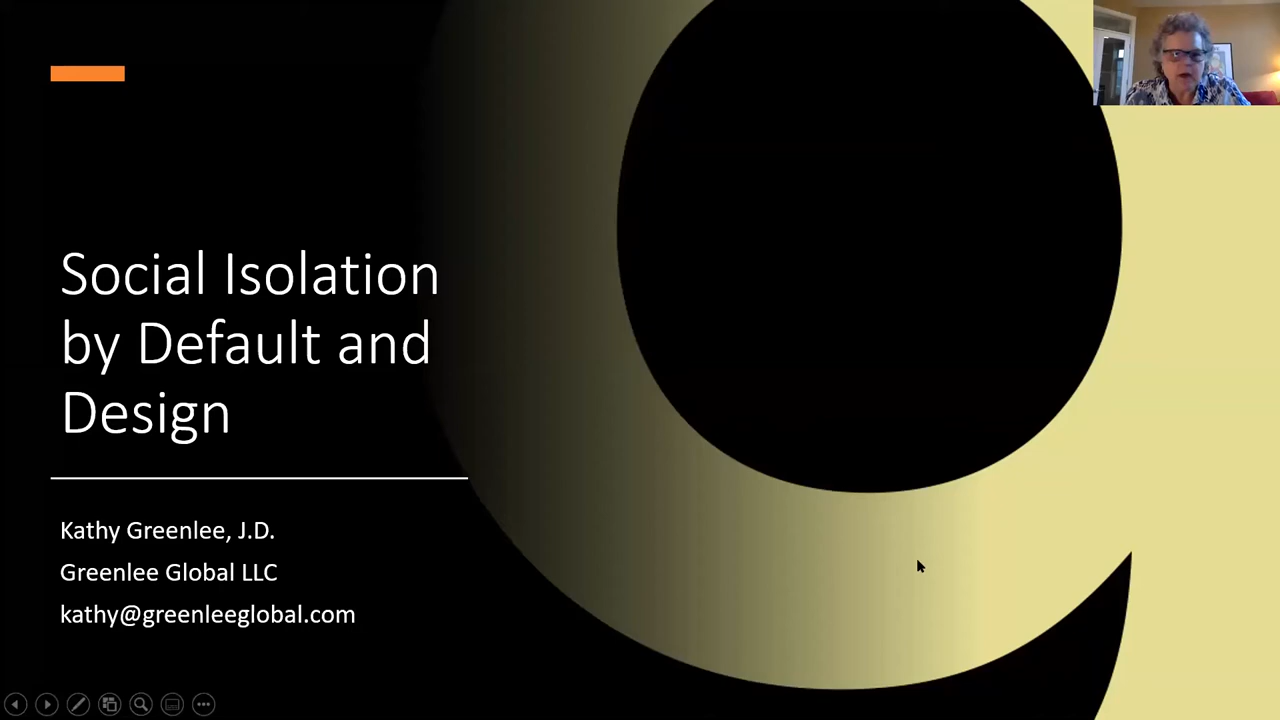 Social Isolation
by Default and
Design
Kathy Greenlee, J.D.
Greenlee Global LLC
kathy@greenleeglobal.com